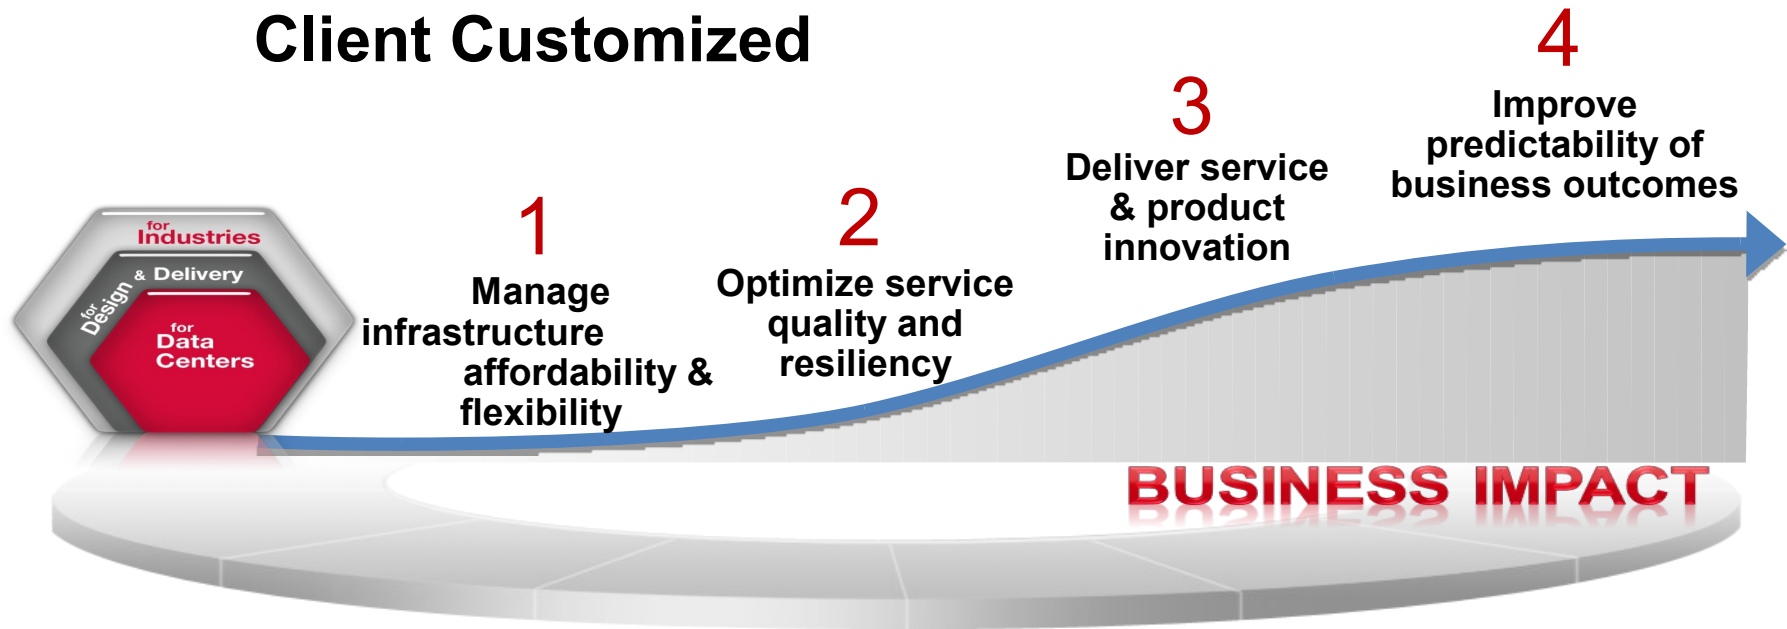 Client Customized
for
Industries
for
Design
& Delivery
for
Data
Centers
1
Manage
infrastructure
affordability &
flexibility
2
Optimize service
quality and
resiliency
3
Deliver service
& product
innovation
4
Improve
predictability of
business outcomes
BUSINESS IMPACT